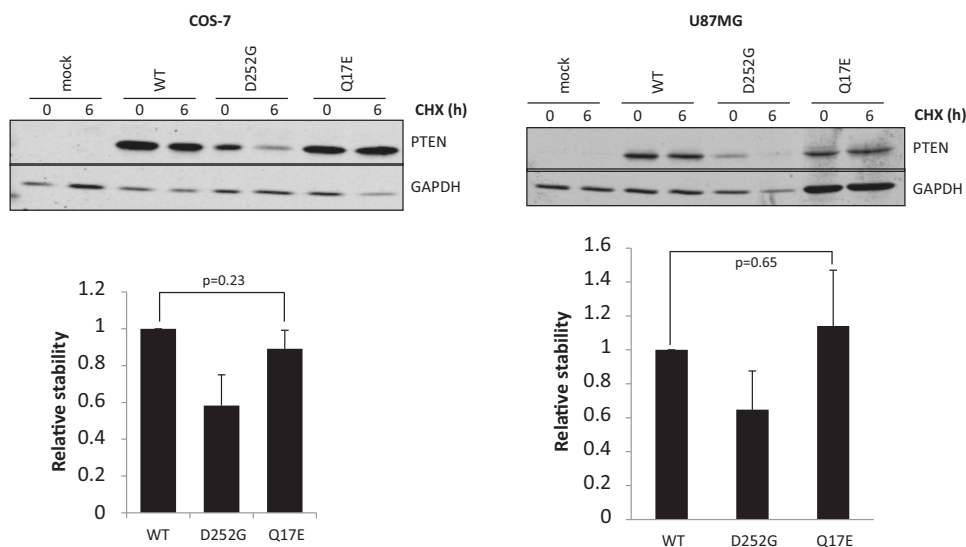 COS-7
mock
WT
D252G
Q17E
0 6 0 6 0 6 0 6 CHX (h)
PTEN
GAPDH
p=0.23
1.2
1
0.8
0.6
0.4
0.2
0
Relative stability
WT D252G Q17E
U87MG
mock
WT
D252G
Q17E
0 6 0 6 0 6 0 6 CHX (h)
PTEN
GAPDH
p=0.65
1.6
1.4
1.2
1
0.8
0.6
0.4
0.2
0
Relative stability
WT D252G Q17E